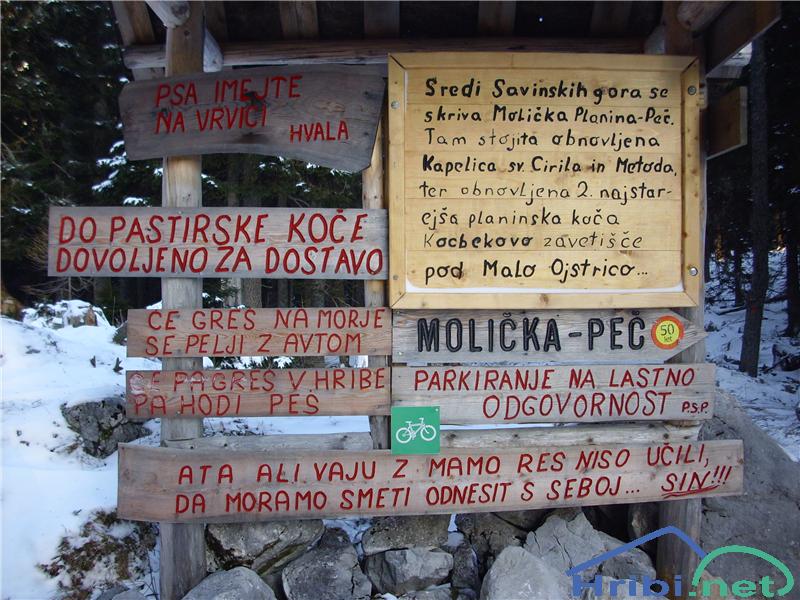 PSA IMEJTE
NA VRVICI
HVALA
DO PASTIRSKE KOČE
DOVOLJENO ZA DOSTAVO
CE GREŠ NA MORJE
SE PELJI Z AVTOM
CE PA GREŠ V HRIBE
PA HODI PEŠ
Sredi Savinskih gora se
skriva Molička Planina-Peč.
Tam stojita obnovljena
Kapelica sv. Cirila in Metoda,
ter obnovljena 2. najstar-
ejša planinska koča
Kocbekovo zavetišče
pod Malo Ojstrico...
MOLIČKA-PEČ
50
let
PARKIRANJE NA LASTNO
ODGOVORNOST P.S.P.
ATA ALI VAJU Z MAMO RES NISO UČILI,
DA MORAMO SMETI ODNESIT S SEBOJ... SIN!!!
Hribi.net